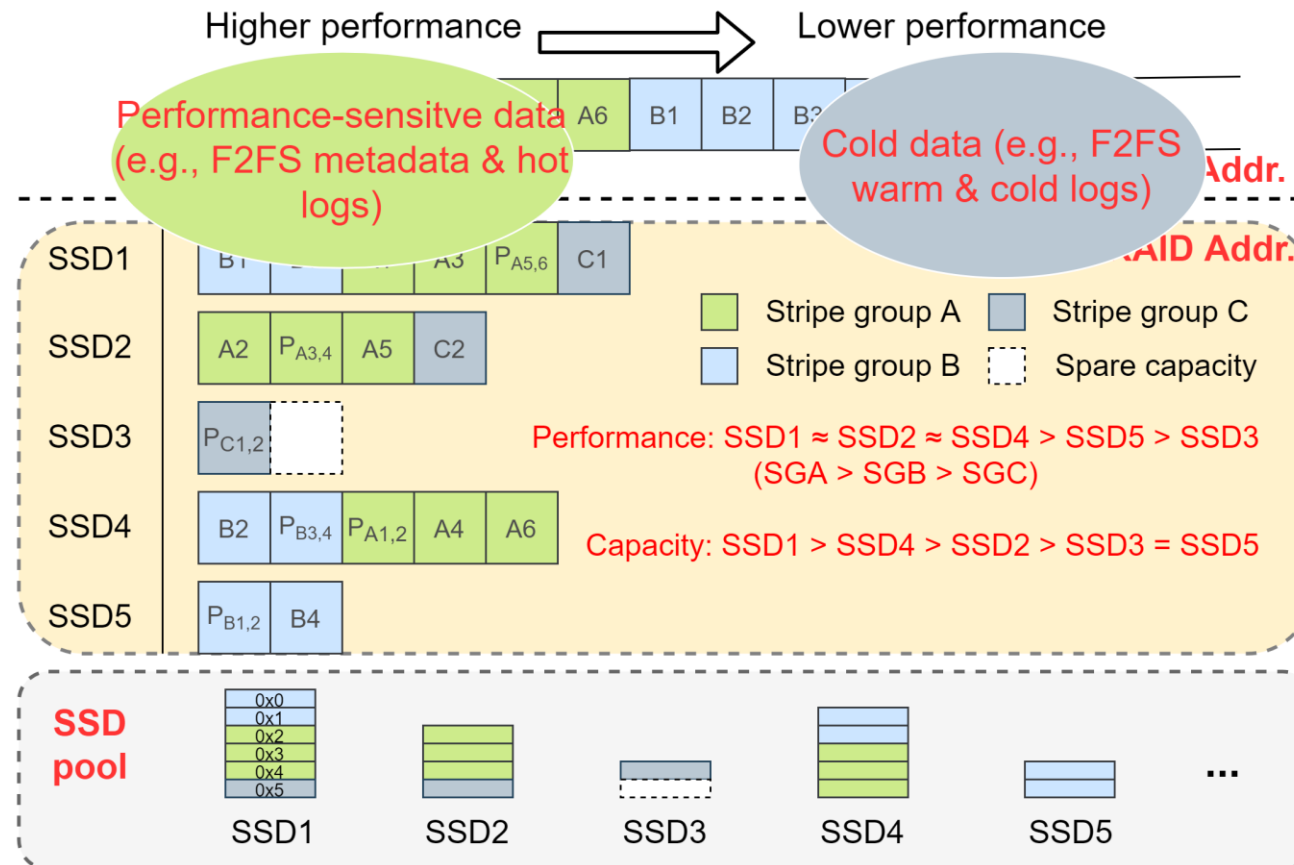 Higher performance
Lower performance
Performance-sensitve data
(e.g., F2FS metadata & hot
logs)
A6
B1
B2
B3
Cold data (e.g., F2FS
warm & cold logs)
Addr.
SSD1
B1
A3
PA5,6
C1
RAID Addr.
SSD2
A2
PA3,4
A5
C2
Stripe group A
Stripe group C
Stripe group B
Spare capacity
SSD3
PC1,2
Performance: SSD1 ≈ SSD2 ≈ SSD4 > SSD5 > SSD3
(SGA > SGB > SGC)
SSD4
B2
PB3,4
PA1,2
A4
A6
Capacity: SSD1 > SSD4 > SSD2 > SSD3 = SSD5
SSD5
PB1,2
B4
SSD
pool
0x0
0x1
0x2
0x3
0x4
0x5
...
SSD1
SSD2
SSD3
SSD4
SSD5